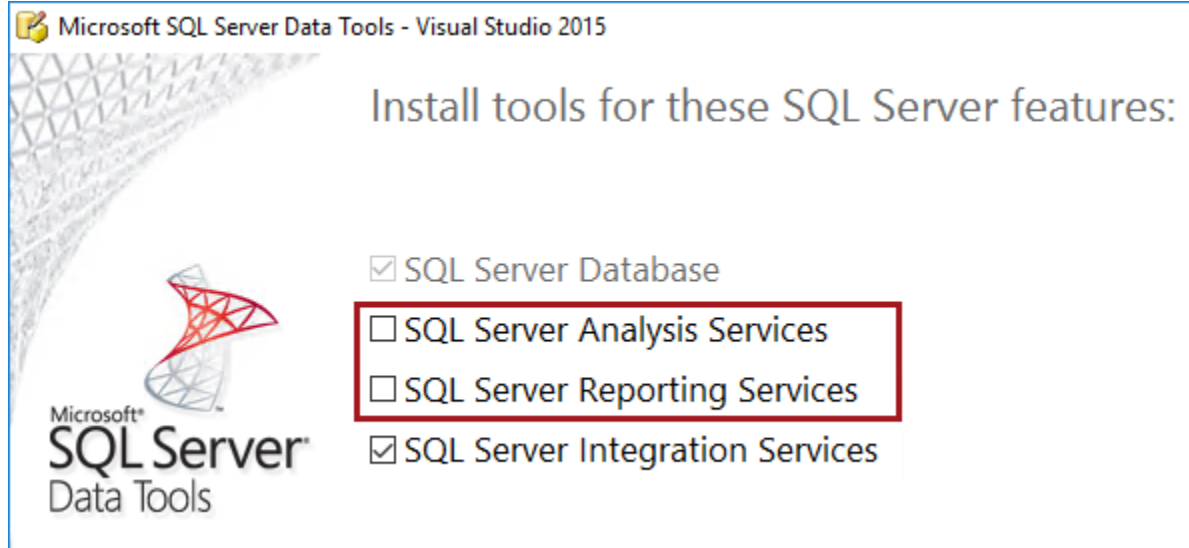 Microsoft SQL Server Data Tools - Visual Studio 2015
Install tools for these SQL Server features:
SQL Server Database
SQL Server Analysis Services
SQL Server Reporting Services
SQL Server Integration Services
Microsoft®
SQL Server®
Data Tools